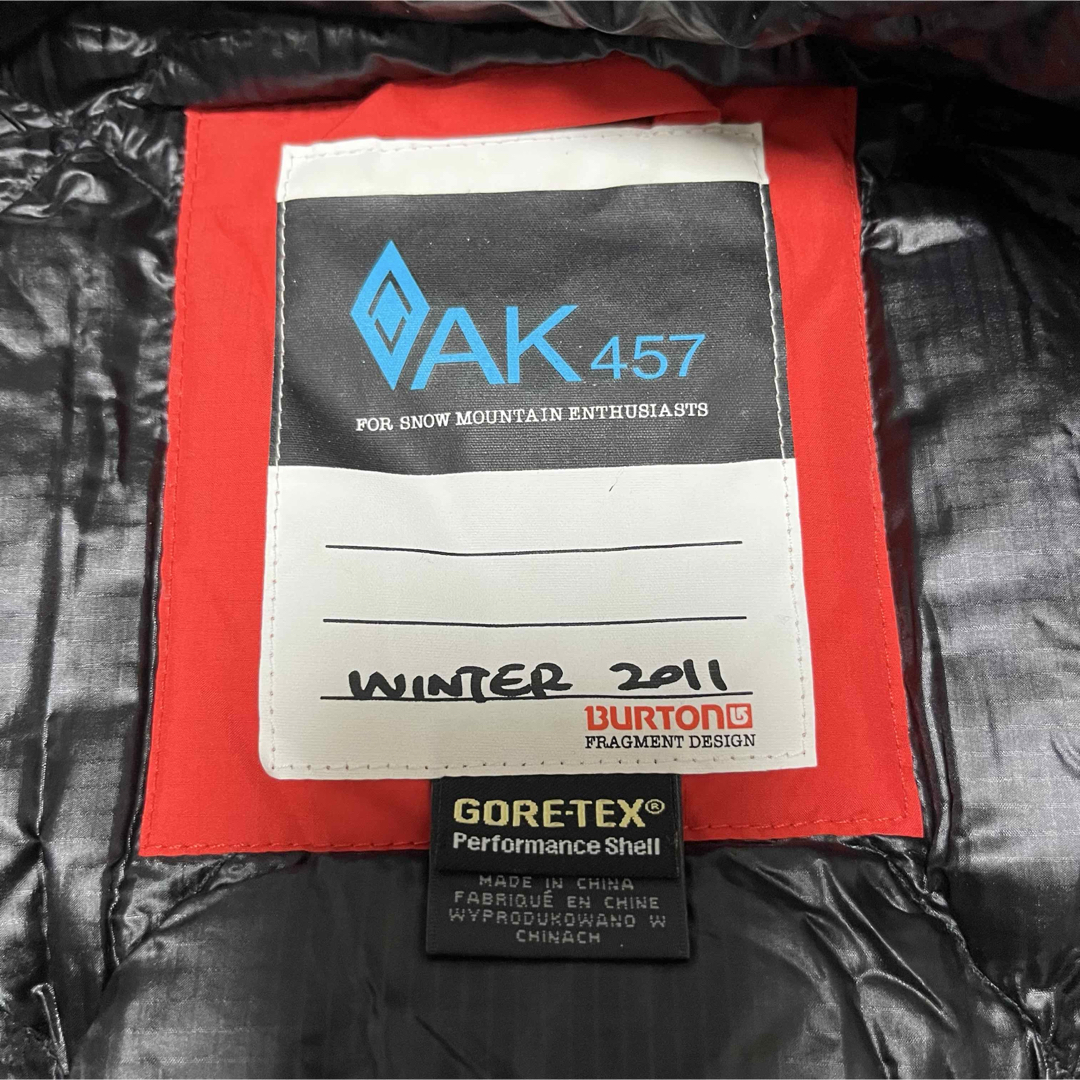 AK 457
FOR SNOW MOUNTAIN ENTHUSIASTS
WINTER 2011
BURTON
FRAGMENT DESIGN
GORE-TEX®
Performance Shell
MADE IN CHINA
FABRIQUÉ EN CHINE
WYPRODUKOWANO W
CHINACH